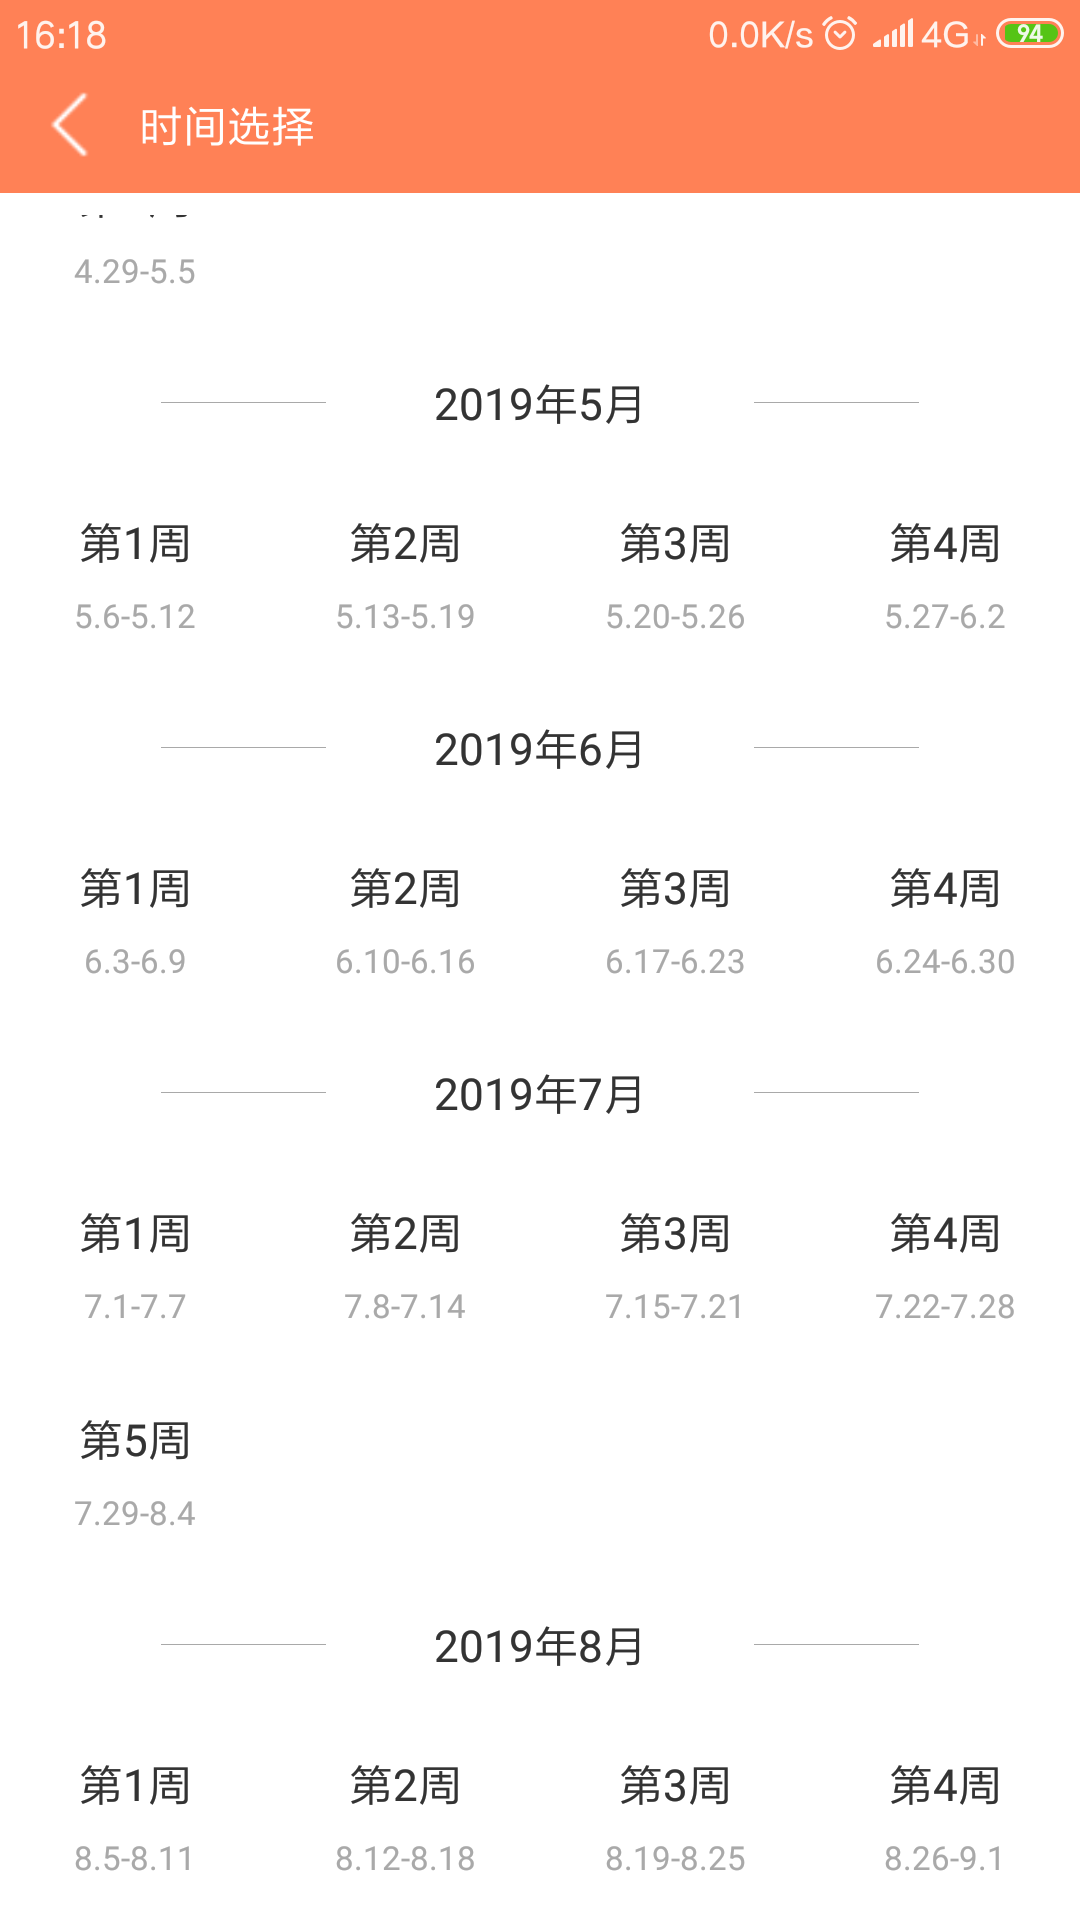 16:18 0.0K/s 4G 94
时间选择
4.29-5.5
2019年5月
第1周 第2周 第3周 第4周
5.6-5.12 5.13-5.19 5.20-5.26 5.27-6.2
2019年6月
第1周 第2周 第3周 第4周
6.3-6.9 6.10-6.16 6.17-6.23 6.24-6.30
2019年7月
第1周 第2周 第3周 第4周
7.1-7.7 7.8-7.14 7.15-7.21 7.22-7.28
第5周
7.29-8.4
2019年8月
第1周 第2周 第3周 第4周
8.5-8.11 8.12-8.18 8.19-8.25 8.26-9.1